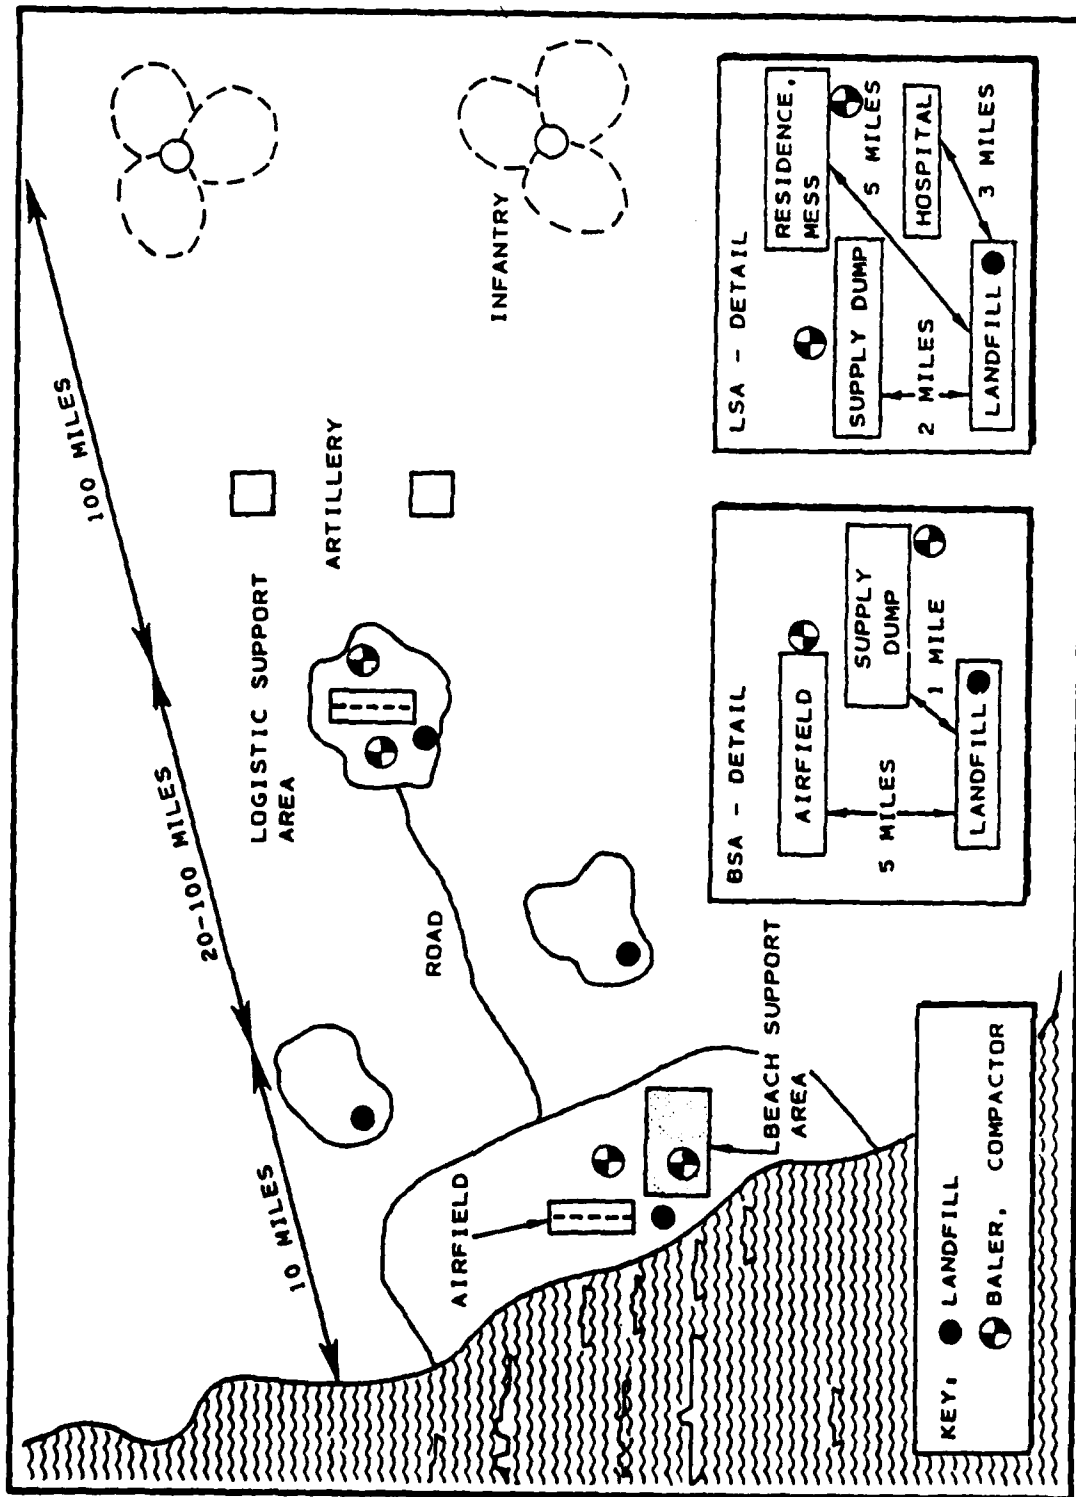 100 MILES
20-100 MILES
10 MILES
LOGISTIC SUPPORT
AREA
ARTILLERY
INFANTRY
ROAD
AIRFIELD
BEACH SUPPORT
AREA
KEY: LANDFILL
BALER, COMPACTOR
BSA - DETAIL
AIRFIELD
SUPPLY
DUMP
5 MILES
1 MILE
LANDFILL
LSA - DETAIL
RESIDENCE,
MESS
SUPPLY DUMP
5 MILES
HOSPITAL
2 MILES
3 MILES
LANDFILL